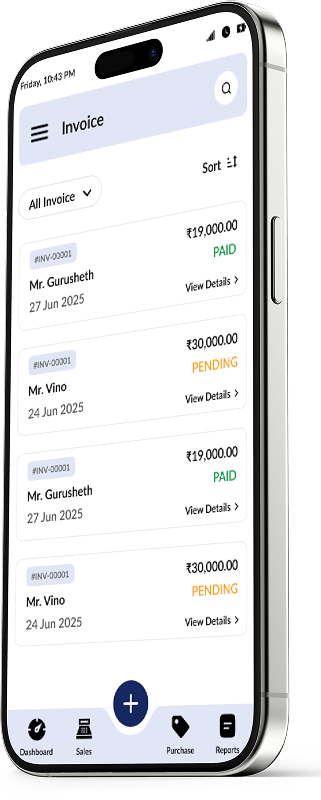 Friday, 10:43 PM
Invoice
Sort
All Invoice
#INV-00001
₹19,000.00
Mr. Gurusheth
PAID
27 Jun 2025
View Details
#INV-00001
₹30,000.00
Mr. Vino
PENDING
24 Jun 2025
View Details
#INV-00001
₹19,000.00
Mr. Gurusheth
PAID
27 Jun 2025
View Details
#INV-00001
₹30,000.00
Mr. Vino
PENDING
24 Jun 2025
View Details
Dashboard
Sales
Purchase
Reports